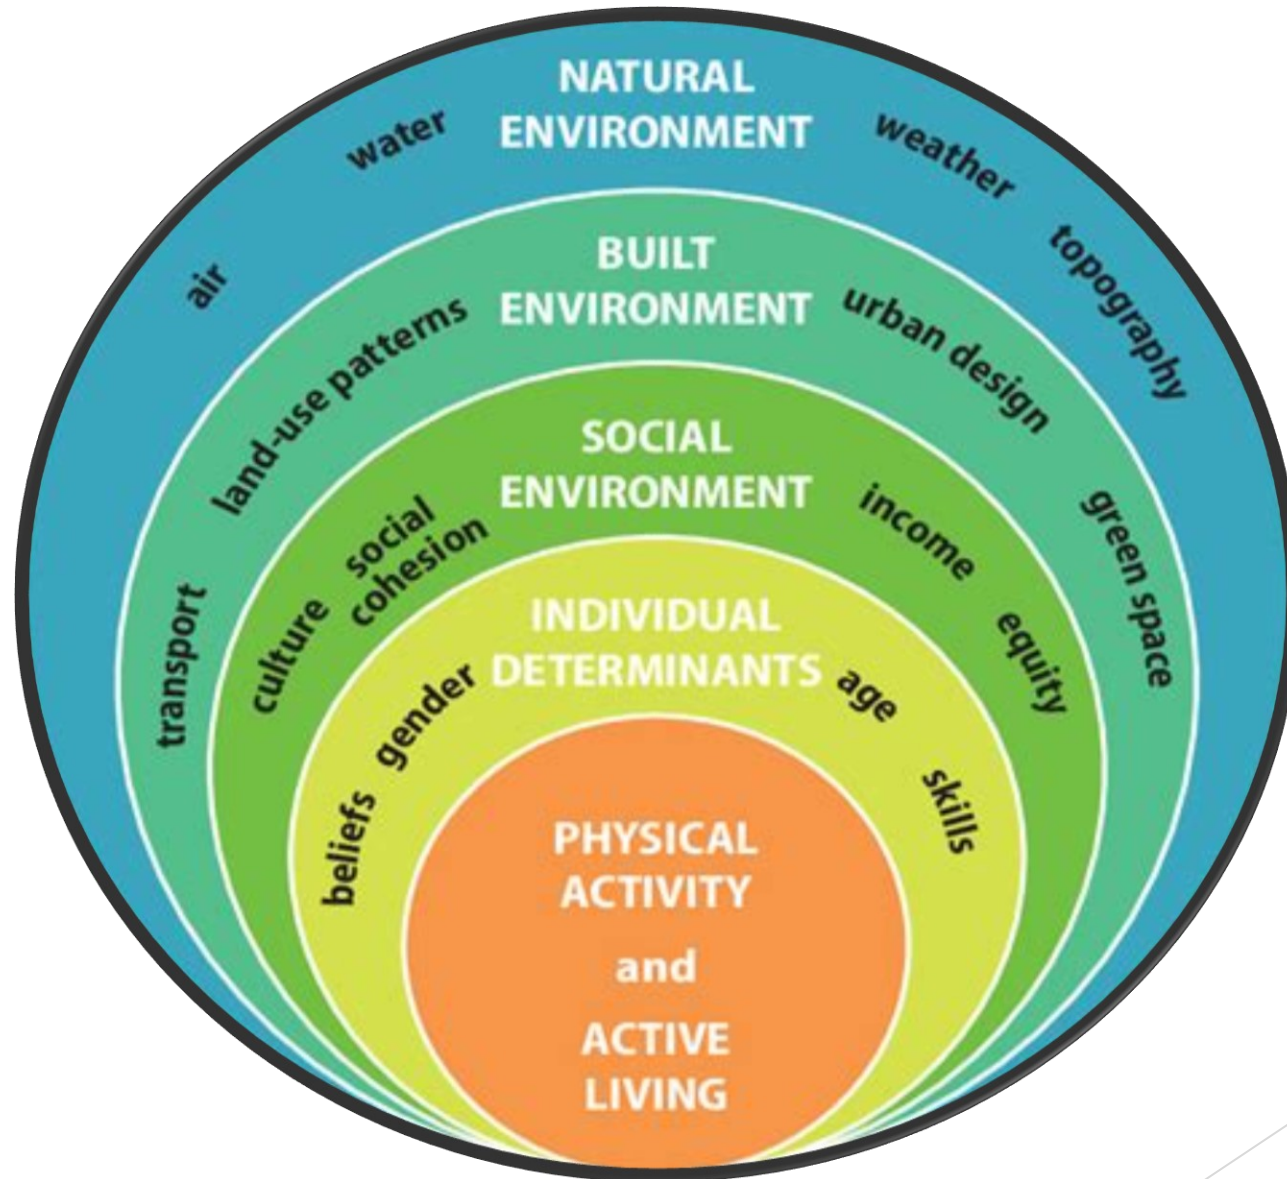 NATURAL
ENVIRONMENT
water
weather
air
topography
BUILT
ENVIRONMENT
land-use patterns
urban design
transport
green space
SOCIAL
ENVIRONMENT
social
cohesion
income
culture
equity
INDIVIDUAL
DETERMINANTS
gender
age
beliefs
skills
PHYSICAL
ACTIVITY
and
ACTIVE
LIVING